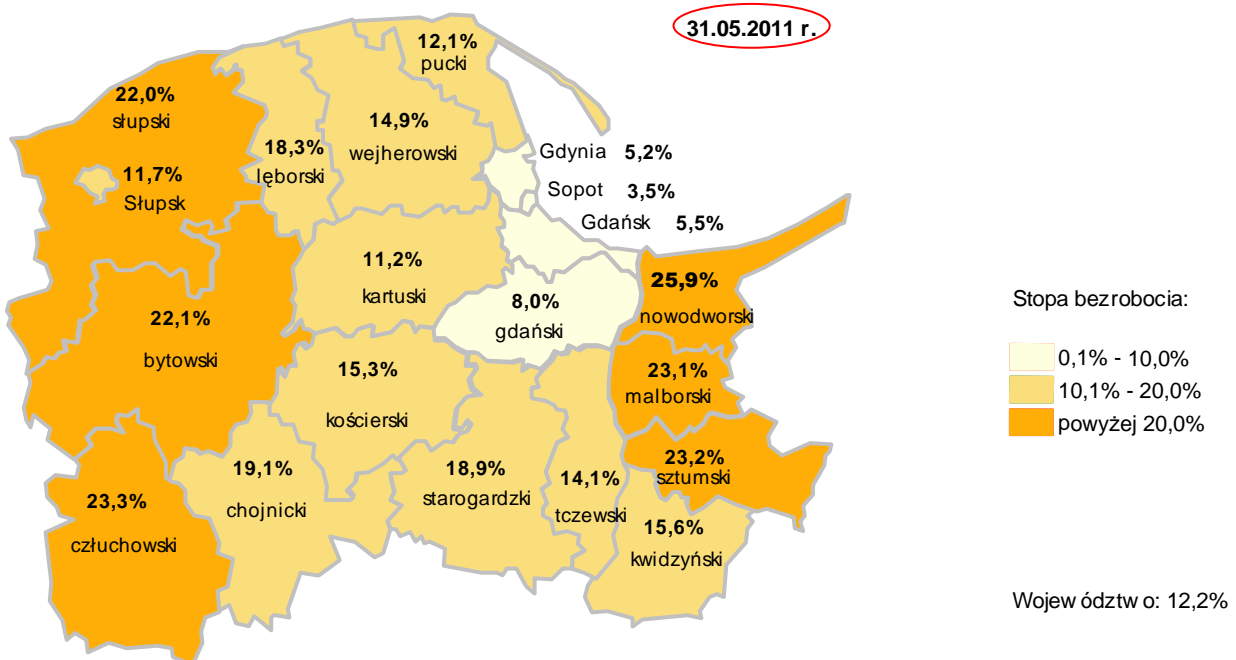 31.05.2011 r.
12,1%
pucki
22,0%
słupski
14,9%
wejherowski
18,3%
lęborski
Gdynia 5,2%
11,7%
Słupsk
Sopot 3,5%
Gdańsk 5,5%
11,2%
kartuski
25,9%
nowodworski
8,0%
gdański
22,1%
bytowski
15,3%
kościerski
23,1%
malborski
19,1%
chojnicki
18,9%
starogardzki
14,1%
tczewski
23,2%
sztumski
23,3%
człuchowski
15,6%
kwidzyński
Stopa bezrobocia:
0,1% - 10,0%
10,1% - 20,0%
powyżej 20,0%
Wojew ództw o: 12,2%